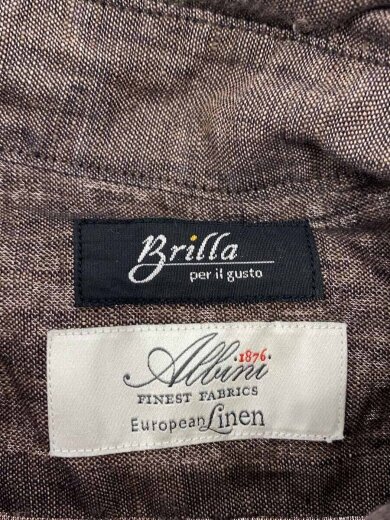 Brilla
per il gusto
1876
Albini
FINEST FABRICS
European Linen